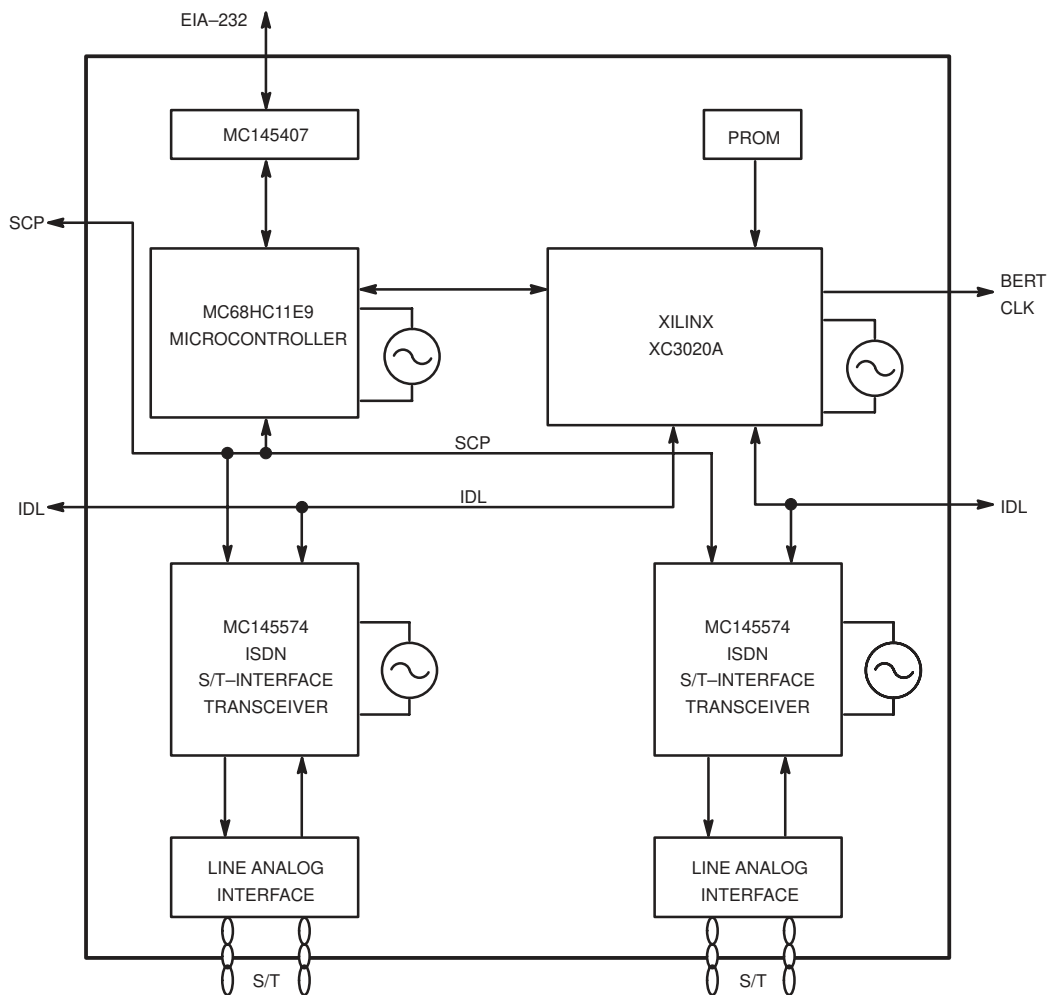 EIA–232
MC145407
PROM
SCP
MC68HC11E9
MICROCONTROLLER
XILINX
XC3020A
BERT
CLK
SCP
IDL
IDL
IDL
MC145574
ISDN
S/T–INTERFACE
TRANSCEIVER
MC145574
ISDN
S/T–INTERFACE
TRANSCEIVER
LINE ANALOG
INTERFACE
LINE ANALOG
INTERFACE
S/T
S/T